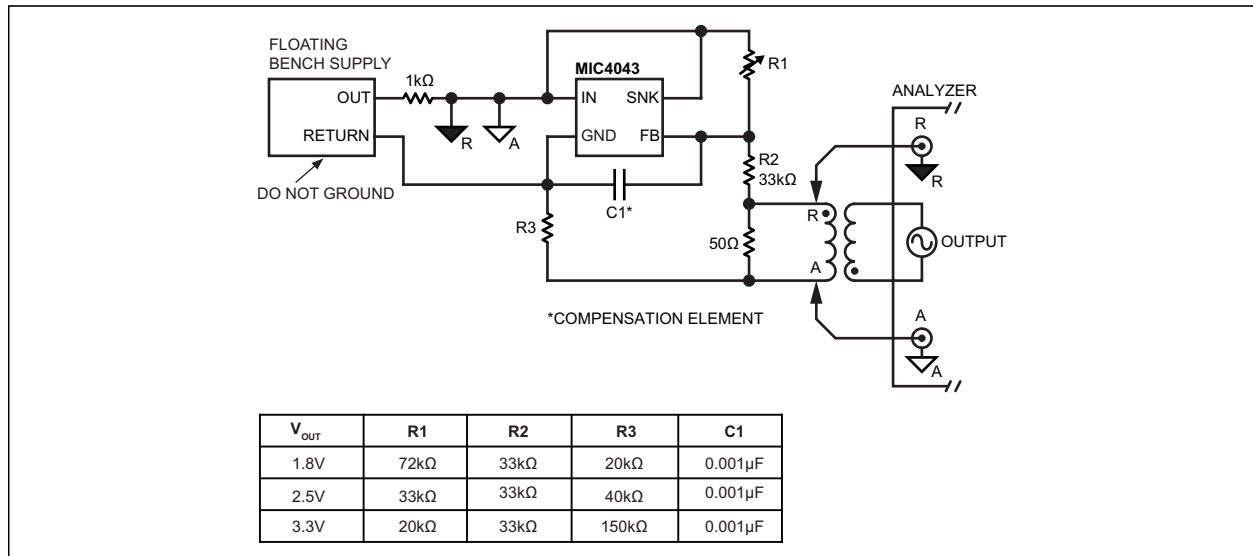 FLOATING
BENCH SUPPLY
OUT
RETURN
DO NOT GROUND
1kΩ
R
A
MIC4043
IN
SNK
GND
FB
C1*
R1
R2
33kΩ
R3
50Ω
R
A
ANALYZER
R
R
OUTPUT
A
A
*COMPENSATION ELEMENT
VOUT R1 R2 R3 C1
1.8V 72kΩ 33kΩ 20kΩ 0.001µF
2.5V 33kΩ 33kΩ 40kΩ 0.001µF
3.3V 20kΩ 33kΩ 150kΩ 0.001µF